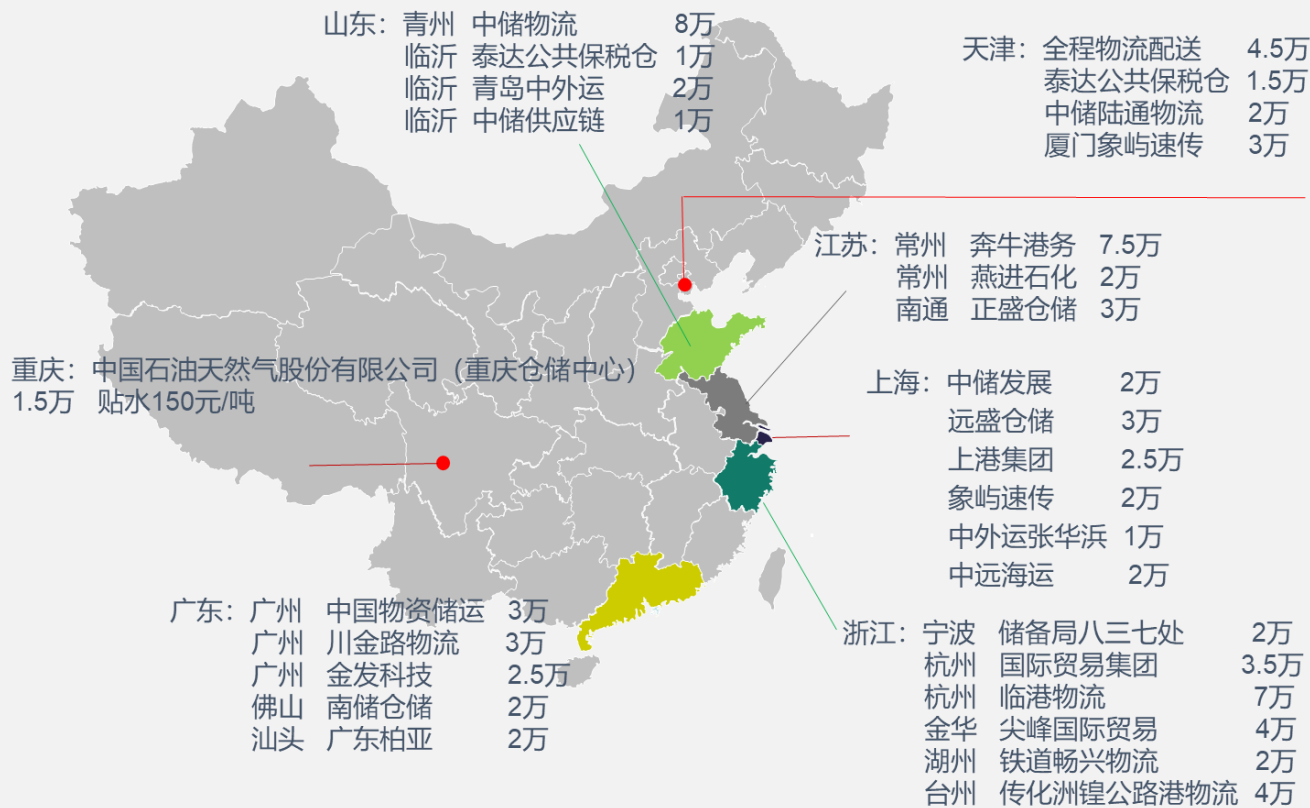 山东：青州 中储物流 8万
临沂 泰达公共保税仓 1万
临沂 青岛中外运 2万
临沂 中储供应链 1万
天津：全程物流配送 4.5万
泰达公共保税仓 1.5万
中储陆通物流 2万
厦门象屿速传 3万
江苏：常州 奔牛港务 7.5万
常州 燕进石化 2万
南通 正盛仓储 3万
重庆：中国石油天然气股份有限公司（重庆仓储中心）
1.5万 贴水150元/吨
上海：中储发展 2万
远盛仓储 3万
上港集团 2.5万
象屿速传 2万
中外运张华浜 1万
中远海运 2万
广东：广州 中国物资储运 3万
广州 川金路物流 3万
广州 金发科技 2.5万
佛山 南储仓储 2万
汕头 广东柏亚 2万
浙江：宁波 储备局八三七处 2万
杭州 国际贸易集团 3.5万
杭州 临港物流 7万
金华 尖峰国际贸易 4万
湖州 铁道畅兴物流 2万
台州 传化洲锽公路港物流 4万